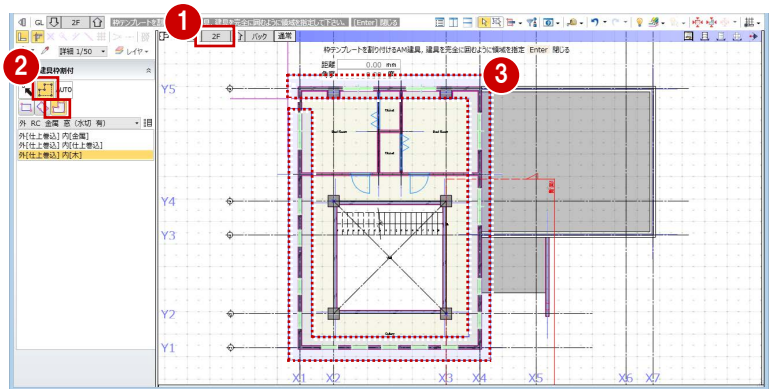 GL 2F 枠テンプレートを割り付けるAM建具, 建具を完全に囲むように領域を指定して下さい。 [Enter] 閉じる
1
2F バック 通常
詳細 1/50 レイヤ
枠テンプレートを割り付けるAM建具, 建具を完全に囲むように領域を指定 Enter 閉じる
距離 0.00 mm
角度 0.00 度
2
建具枠割付
3
AUTO
外 RC 金属 窓 (水切 有)
外[仕上巻込] 内[金属]
外[仕上巻込] 内[仕上巻込]
外[仕上巻込] 内[木]
Y5
Y4
Y3
Y2
Y1
X1 X2 X3 X4 X5 X6 X7